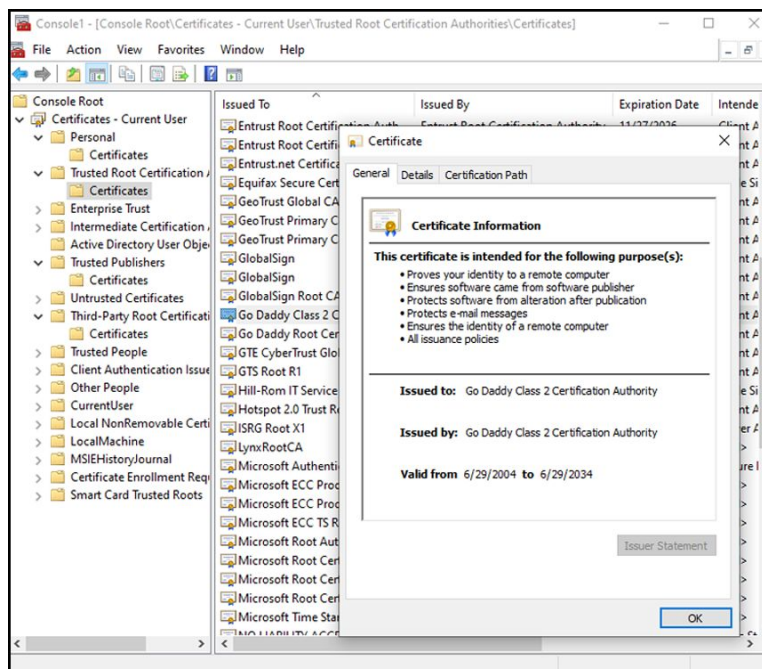 Console1 - [Console Root\Certificates - Current User\Trusted Root Certification Authorities\Certificates]
File Action View Favorites Window Help
Console Root
Certificates - Current User
Personal
Certificates
Trusted Root Certification
Certificates
Enterprise Trust
Intermediate Certification
Active Directory User Obje
Trusted Publishers
Certificates
Untrusted Certificates
Third-Party Root Certificati
Certificates
Trusted People
Client Authentication Issue
Other People
CurrentUser
Local NonRemovable Certi
LocalMachine
MSIEHistoryJournal
Certificate Enrollment Requ
Smart Card Trusted Roots
Issued To Issued By Expiration Date Intende
Entrust Root Certification Auth Entrust Root Certification Authority 11/27/2026 Client A
Entrust Root Certifi
Entrust.net Certifica
Equifax Secure Cert
GeoTrust Global CA
GeoTrust Primary C
GeoTrust Primary C
GlobalSign
GlobalSign
GlobalSign Root CA
Go Daddy Class 2 C
Go Daddy Root Cer
GTE CyberTrust Glo
GTS Root R1
Hill-Rom IT Service
Hotspot 2.0 Trust R
ISRG Root X1
LynxRootCA
Microsoft Authenti
Microsoft ECC Proc
Microsoft ECC Proc
Microsoft ECC TS R
Microsoft Root Aut
Microsoft Root Cer
Microsoft Root Cer
Microsoft Root Cer
Microsoft Time Sta
Certificate
General Details Certification Path
Certificate Information
This certificate is intended for the following purpose(s):
• Proves your identity to a remote computer
• Ensures software came from software publisher
• Protects software from alteration after publication
• Protects e-mail messages
• Ensures the identity of a remote computer
• All issuance policies
Issued to: Go Daddy Class 2 Certification Authority
Issued by: Go Daddy Class 2 Certification Authority
Valid from 6/29/2004 to 6/29/2034
Issuer Statement
OK